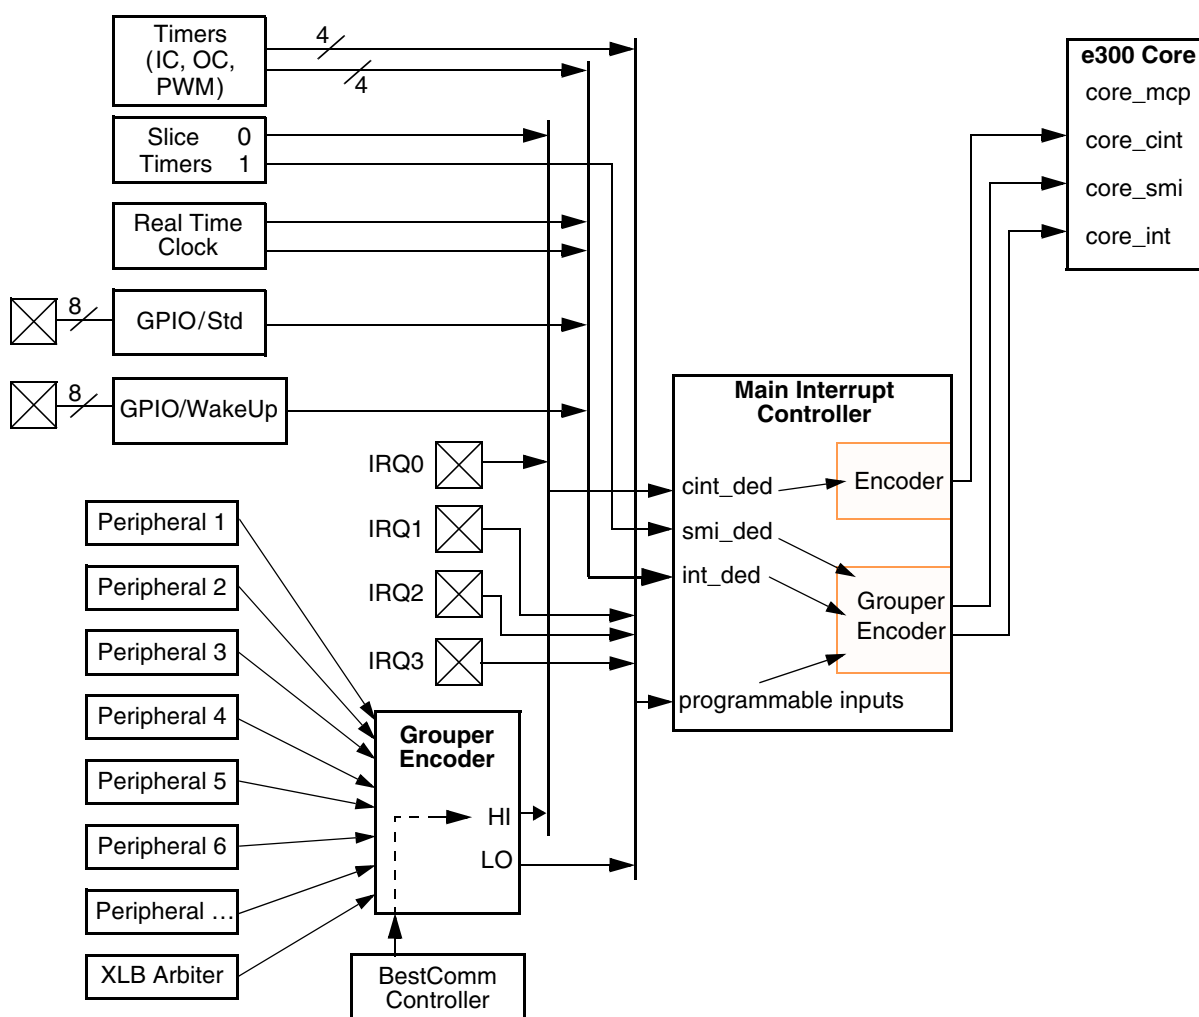 Timers
(IC, OC,
PWM)
4
4
Slice 0
Timers 1
Real Time
Clock
8
GPIO/Std
8
GPIO/WakeUp
IRQ0
IRQ1
IRQ2
IRQ3
Peripheral 1
Peripheral 2
Peripheral 3
Peripheral 4
Peripheral 5
Peripheral 6
Peripheral …
XLB Arbiter
Grouper
Encoder
HI
LO
BestComm
Controller
Main Interrupt
Controller
cint_ded
Encoder
smi_ded
int_ded
Grouper
Encoder
programmable inputs
e300 Core
core_mcp
core_cint
core_smi
core_int